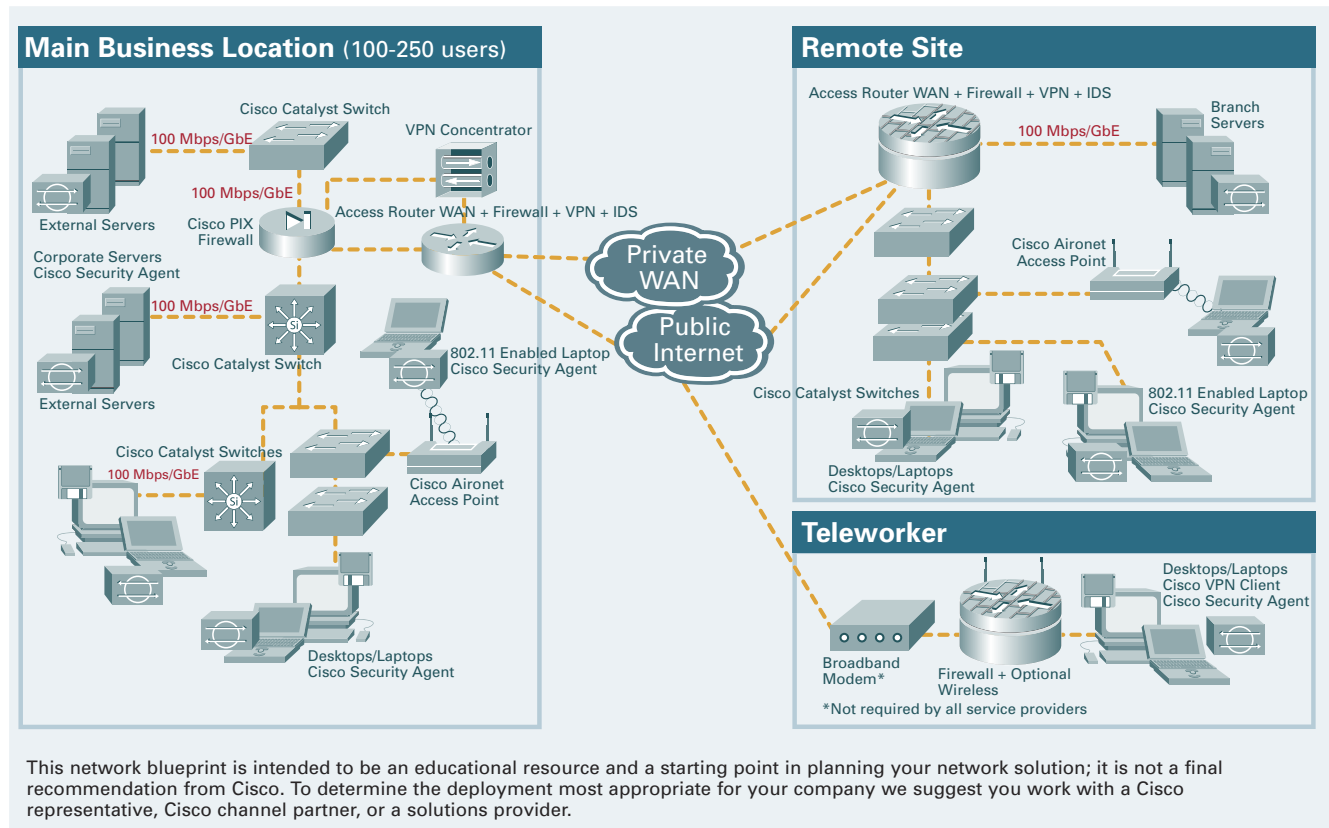 Main Business Location (100-250 users)
Cisco Catalyst Switch
VPN Concentrator
100 Mbps/GbE
100 Mbps/GbE
External Servers
Cisco PIX
Firewall
Access Router WAN + Firewall + VPN + IDS
Corporate Servers
Cisco Security Agent
100 Mbps/GbE
Si
Cisco Catalyst Switch
802.11 Enabled Laptop
Cisco Security Agent
External Servers
Cisco Catalyst Switches
100 Mbps/GbE
Si
Cisco Aironet
Access Point
Desktops/Laptops
Cisco Security Agent
Private
WAN
Public
Internet
Remote Site
Access Router WAN + Firewall + VPN + IDS
100 Mbps/GbE
Branch
Servers
Cisco Aironet
Access Point
Cisco Catalyst Switches
802.11 Enabled Laptop
Cisco Security Agent
Desktops/Laptops
Cisco Security Agent
Teleworker
Desktops/Laptops
Cisco VPN Client
Cisco Security Agent
Broadband
Modem*
Firewall + Optional
Wireless
*Not required by all service providers
This network blueprint is intended to be an educational resource and a starting point in planning your network solution; it is not a final
recommendation from Cisco. To determine the deployment most appropriate for your company we suggest you work with a Cisco
representative, Cisco channel partner, or a solutions provider.